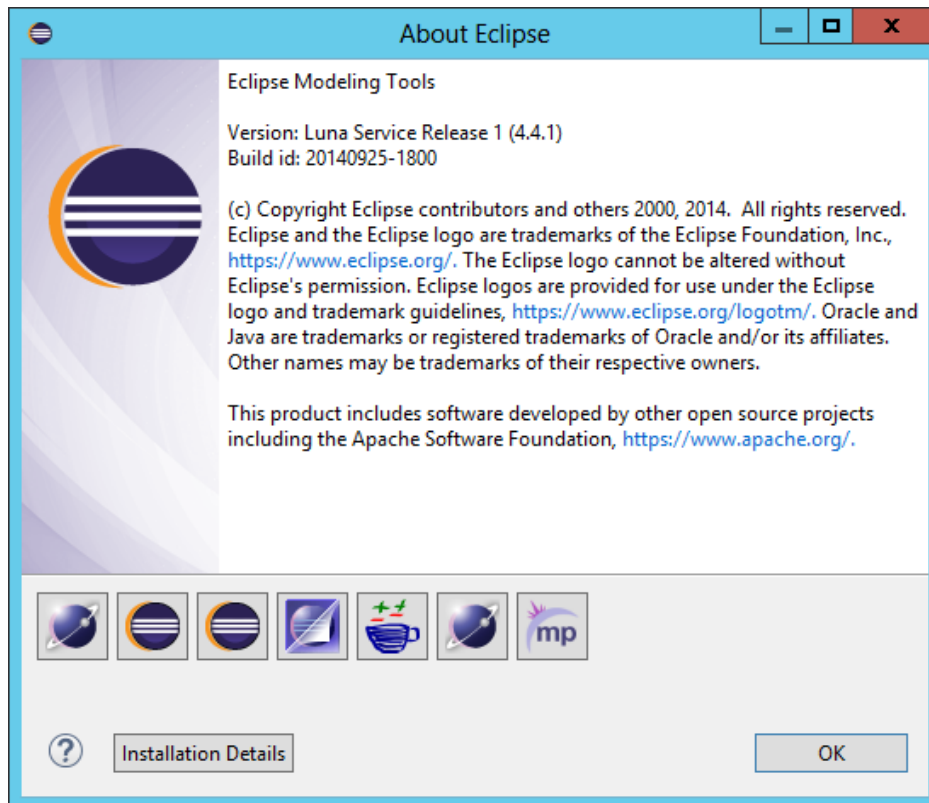 About Eclipse
Eclipse Modeling Tools
Version: Luna Service Release 1 (4.4.1)
Build id: 20140925-1800
(c) Copyright Eclipse contributors and others 2000, 2014.  All rights reserved.
Eclipse and the Eclipse logo are trademarks of the Eclipse Foundation, Inc.,
https://www.eclipse.org/. The Eclipse logo cannot be altered without
Eclipse's permission. Eclipse logos are provided for use under the Eclipse
logo and trademark guidelines, https://www.eclipse.org/logotm/. Oracle and
Java are trademarks or registered trademarks of Oracle and/or its affiliates.
Other names may be trademarks of their respective owners.
This product includes software developed by other open source projects
including the Apache Software Foundation, https://www.apache.org/.
mp
Installation Details
OK